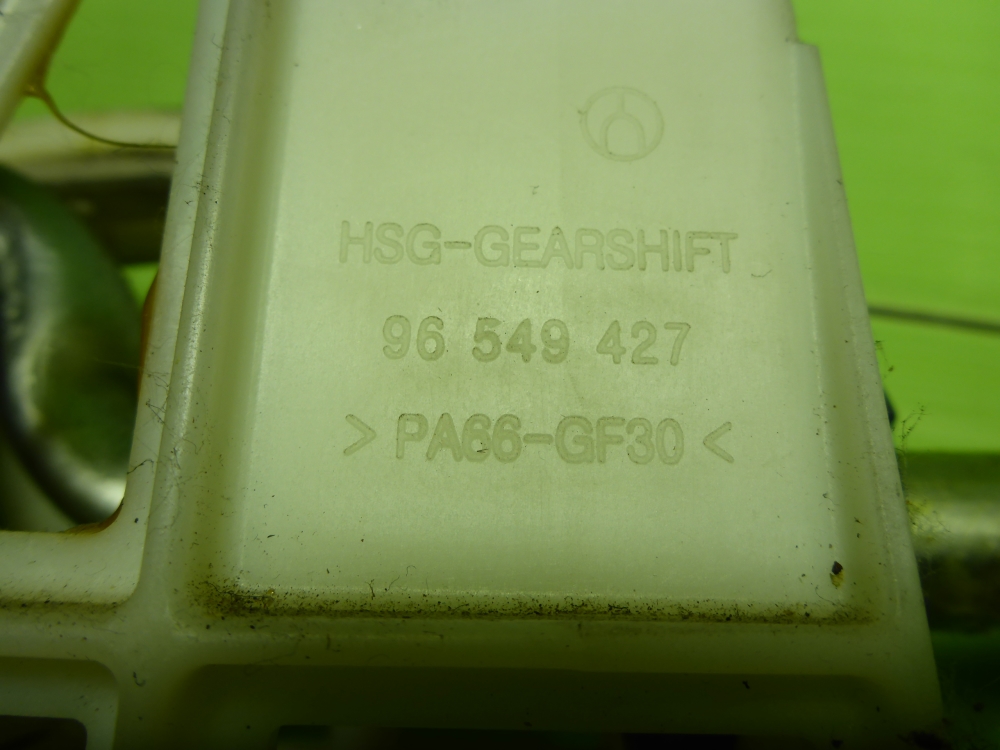 HSG-GEARSHIFT
96 549 427
> PA66-GF30 <